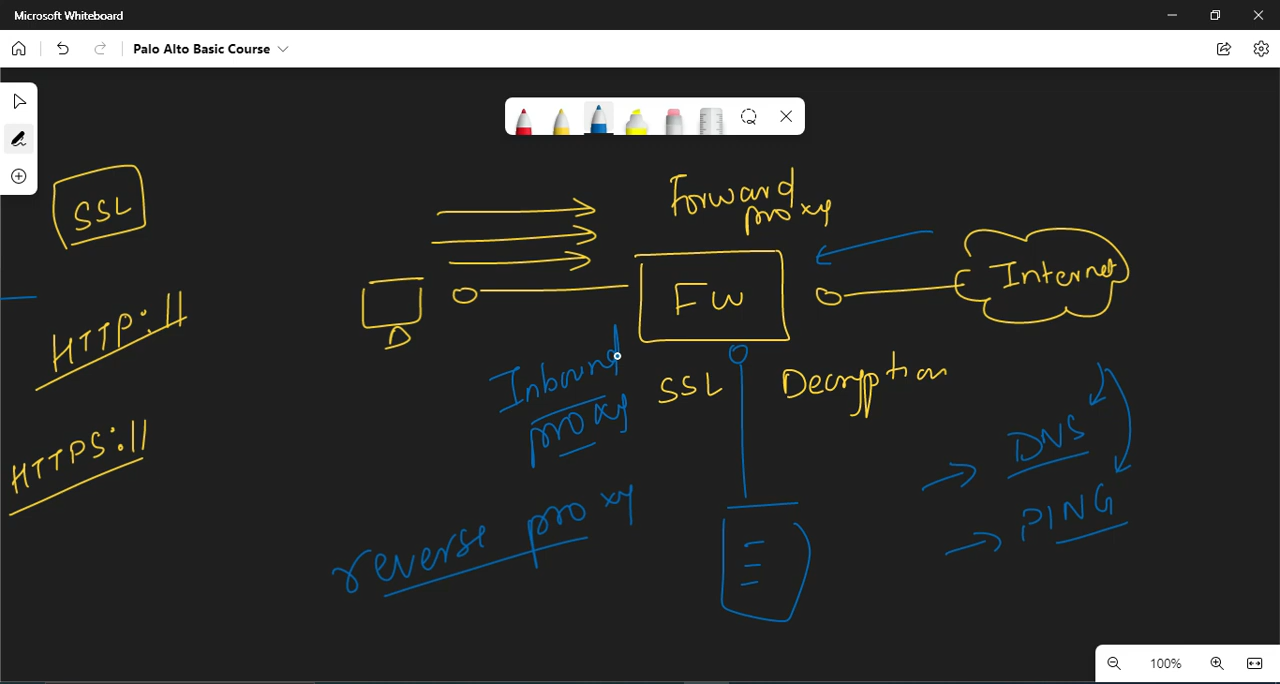 Microsoft Whiteboard
Palo Alto Basic Course
SSL
Forward
proxy
Internet
FW
HTTP://
Inbound
proxy
SSL Decryption
DNS
HTTPS://
PING
reverse proxy
100%